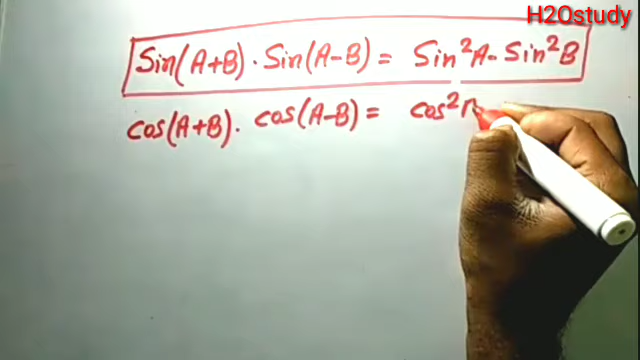 H2Ostudy
Sin(A+B) · Sin(A-B) = Sin²A - Sin²B
cos(A+B) · cos(A-B) = cos²